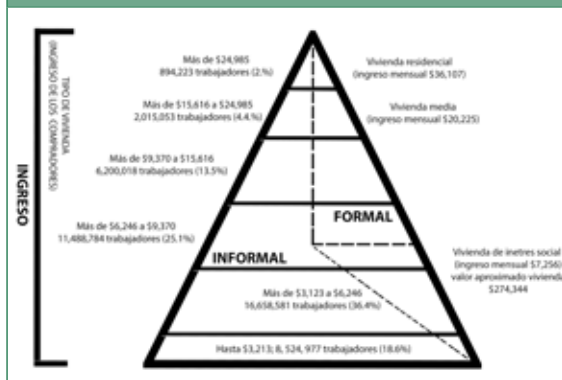 INGRESO
TIPO DE VIVIENDA
(INGRESO DE LOS COMPRADORES)
Más de $24,985
894,223 trabajadores (2.%)
Vivienda residencial
(ingreso mensual $36,107)
Más de $15,616 a $24,985
2,015,053 trabajadores (4.4.%)
Vivienda media
(ingreso mensual $20,225)
Más de $9,370 a $15,616
6,200,018 trabajadores (13.5%)
FORMAL
Más de $6,246 a $9,370
11,488,784 trabajadores (25.1%)
INFORMAL
Vivienda de inetres social
(ingreso mensual $7,256)
valor aproximado vivienda
$274,344
Más de $3,123 a $6,246
16,658,581 trabajadores (36.4%)
Hasta $3,213; 8, 524, 977 trabajadores (18.6%)